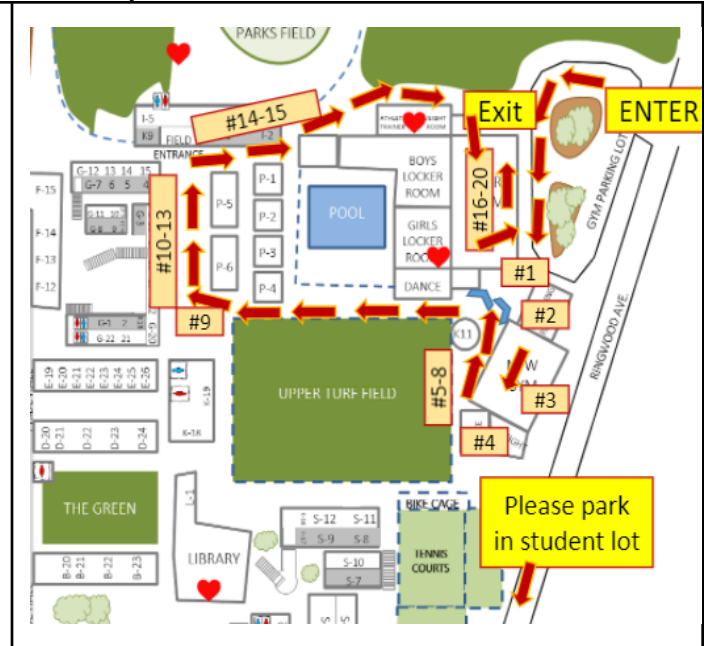 PARKS FIELD
I-5
K9
FIELD
I-2
ENTRANCE
#14-15
Exit
ENTER
ROOM
BOYS
LOCKER
ROOM
#16-20
GYM PARKING LOT
G-12 13 14 15
G-7 6 5 4
F-15
F-14
F-13
F-12
G-11 10
P-1
P-5
P-2
P-3
P-6
P-4
#10-13
POOL
GIRLS
LOCKER
DANCE
#1
#2
#9
G-1 2
G-22 21
G-20
K11
RINGWOOD AVE.
E-19
E-20
E-21
E-22
E-23
E-24
E-25
E-26
K-19
K-18
UPPER TURF FIELD
#5-8
#3
#4
D-20
D-21
D-22
D-23
D-24
THE GREEN
L-1
BIKE CAGE
Please park
in student lot
S-12 S-11
S-9 S-8
TENNIS
COURTS
S-10
S-7
LIBRARY
B-20
B-21
B-22
B-23